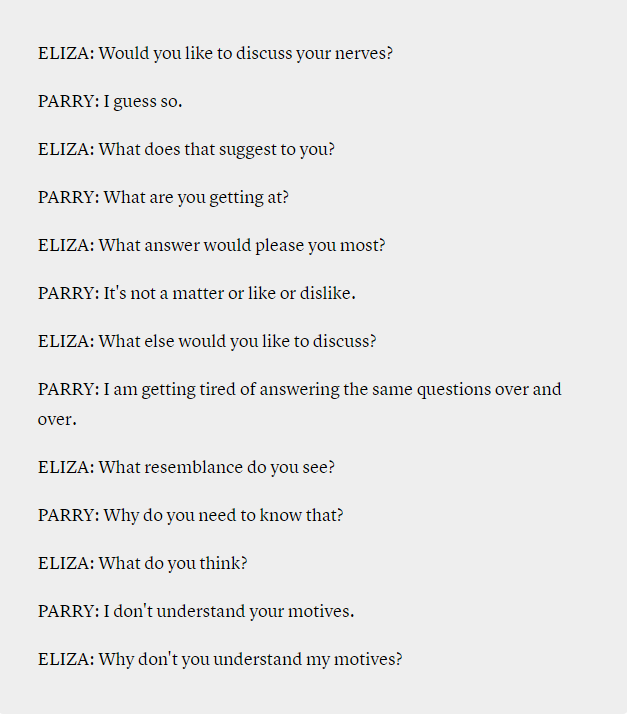 ELIZA: Would you like to discuss your nerves?
PARRY: I guess so.
ELIZA: What does that suggest to you?
PARRY: What are you getting at?
ELIZA: What answer would please you most?
PARRY: It's not a matter or like or dislike.
ELIZA: What else would you like to discuss?
PARRY: I am getting tired of answering the same questions over and
over.
ELIZA: What resemblance do you see?
PARRY: Why do you need to know that?
ELIZA: What do you think?
PARRY: I don't understand your motives.
ELIZA: Why don't you understand my motives?